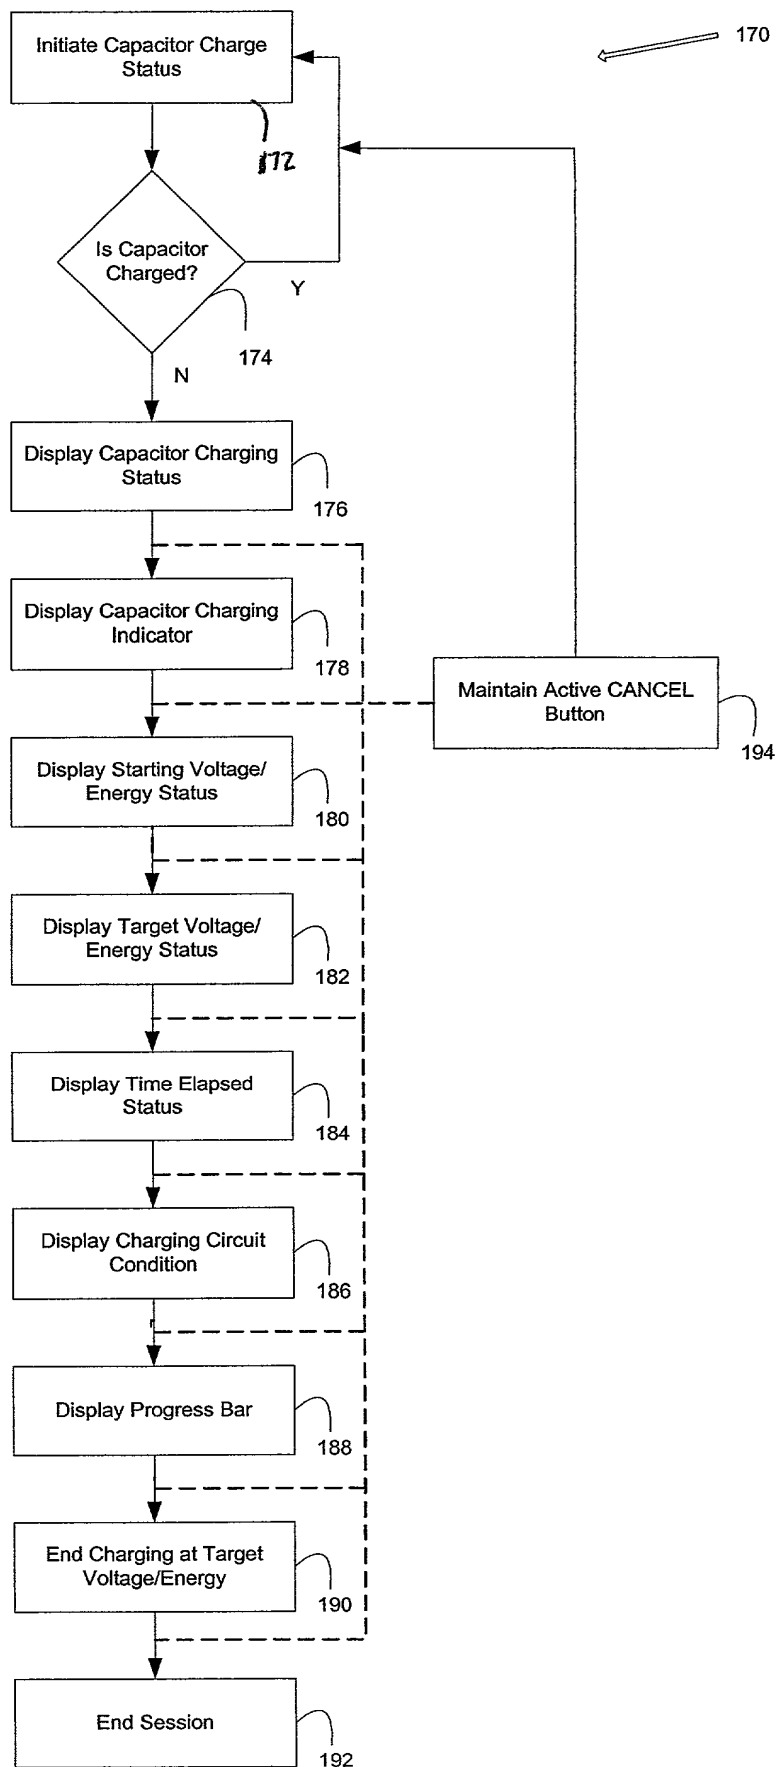 170
Initiate Capacitor Charge
Status
172
Is Capacitor
Charged?
Y
174
N
Display Capacitor Charging
Status
176
Display Capacitor Charging
Indicator
178
Maintain Active CANCEL
Button
194
Display Starting Voltage/
Energy Status
180
Display Target Voltage/
Energy Status
182
Display Time Elapsed
Status
184
Display Charging Circuit
Condition
186
Display Progress Bar
188
End Charging at Target
Voltage/Energy
190
End Session
192